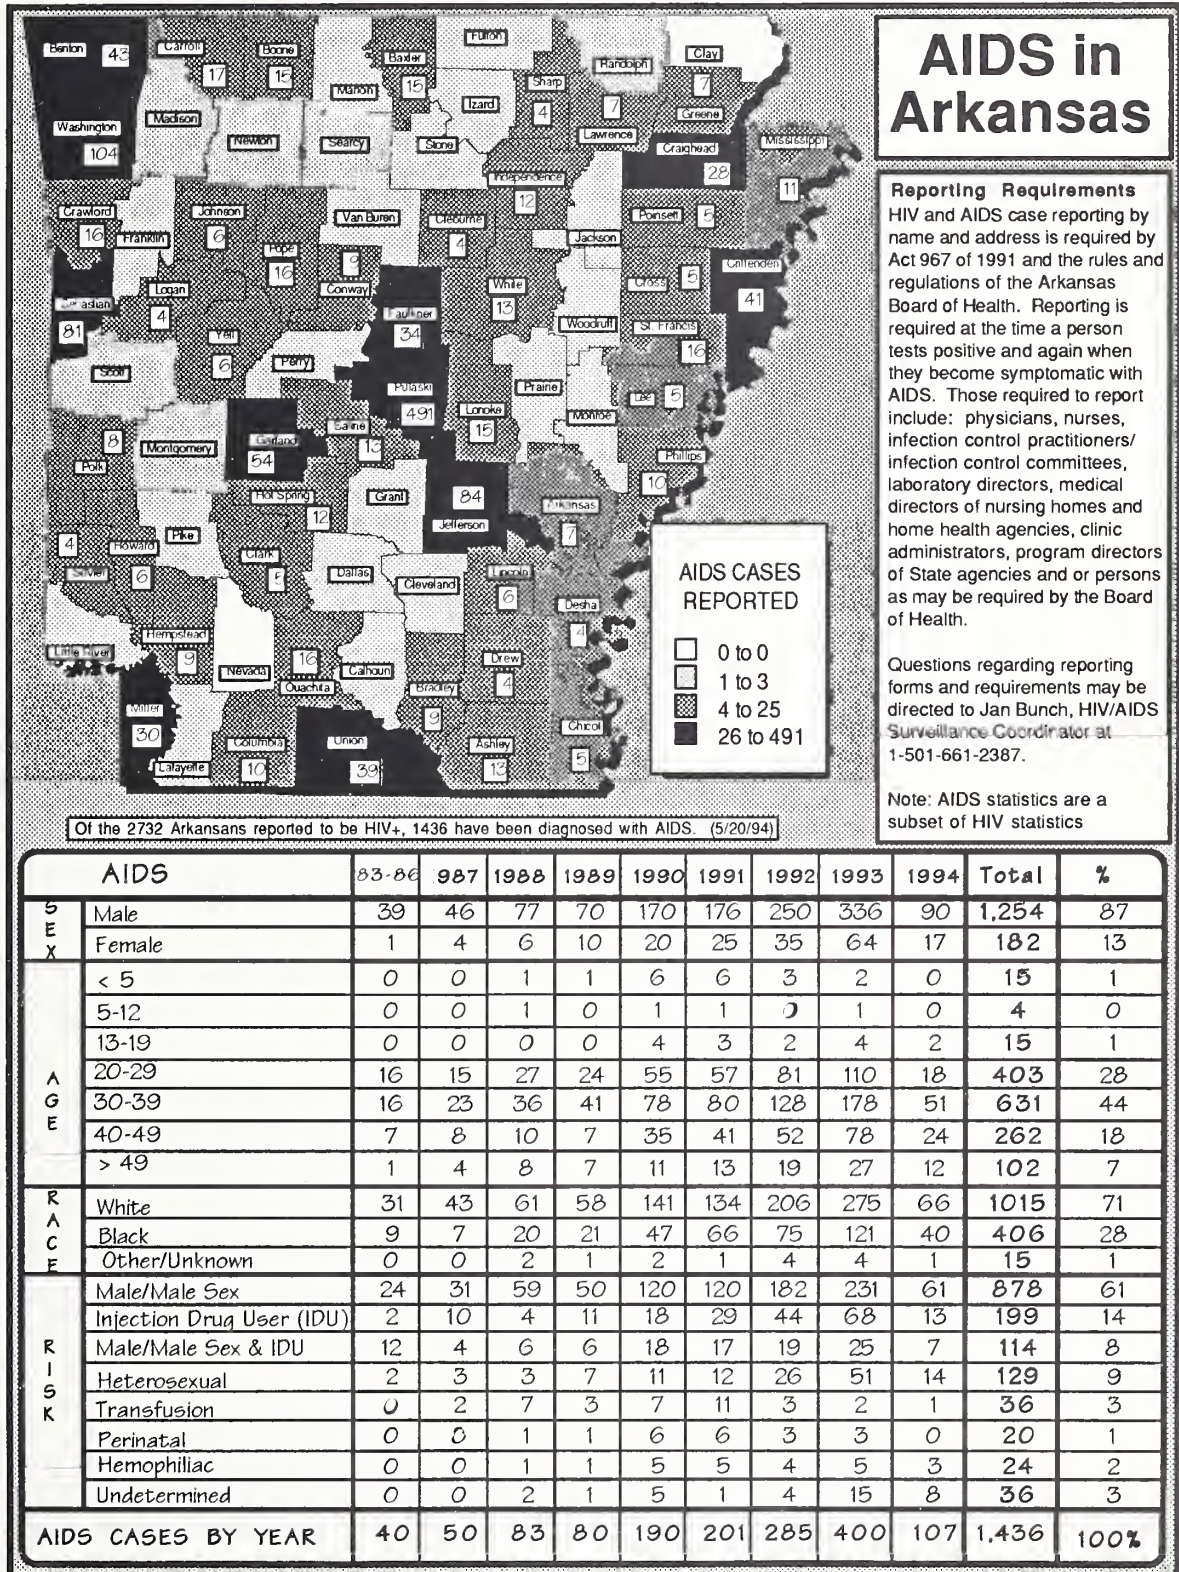 AIDS in
Arkansas
Reporting Requirements
HIV and AIDS case reporting by
name and address is required by
Act 967 of 1991 and the rules and
regulations of the Arkansas
Board of Health. Reporting is
required at the time a person
tests positive and again when
they become symptomatic with
AIDS. Those required to report
include: physicians, nurses,
infection control practitioners/
infection control committees,
laboratory directors, medical
directors of nursing homes and
home health agencies, clinic
administrators, program directors
of State agencies and or persons
as may be required by the Board
of Health.
Questions regarding reporting
forms and requirements may be
directed to Jan Bunch, HIV/AIDS
Surveillance Coordinator at
1-501-661-2387.
Note: AIDS statistics are a
subset of HIV statistics
Benton 43
Carroll 17
Boone 15
Marion
Baxter 15
Fulton
Izard
Sharp 4
Randolph
7
Lawrence
Clay
7
Greene
Washington 104
Madison
Newton
Searcy
Stone
Independence 12
Craighead 28
Mississippi 11
Crawford 16
Franklin
Johnson 6
Pope 16
Van Buren
9
Conway
Cleburne 4
Jackson
Poinsett 5
Sebastian 81
Logan 4
Yell 6
Perry
Faulkner 34
White 13
Woodruff
Cross 5
Crittenden 41
St. Francis 16
Scott
Pulaski 491
Lonoke 15
Prairie
Monroe
Lee 5
Phillips 10
8
Polk
Montgomery
Garland 54
Saline 13
Hot Spring 12
Grant
84
Jefferson
Arkansas 7
4
Sevier
Howard 6
Pike
Clark 5
Dallas
Cleveland
Lincoln 6
Desha 4
Little River
Hempstead 9
Nevada
16
Ouachita
Calhoun
Bradley 9
Drew 4
Miller 30
Lafayette
Columbia 10
Union 39
Ashley 13
Chicot 5
AIDS CASES
REPORTED
0 to 0
1 to 3
4 to 25
26 to 491
Of the 2732 Arkansans reported to be HIV+, 1436 have been diagnosed with AIDS. (5/20/94)
AIDS 83-86 987 1988 1989 1990 1991 1992 1993 1994 Total %
SEX
Male 39 46 77 70 170 176 250 336 90 1,254 87
Female 1 4 6 10 20 25 35 64 17 182 13
AGE
< 5 0 0 1 1 6 6 3 2 0 15 1
5-12 0 0 1 0 1 1 0 1 0 4 0
13-19 0 0 0 0 4 3 2 4 2 15 1
20-29 16 15 27 24 55 57 81 110 18 403 28
30-39 16 23 36 41 78 80 128 178 51 631 44
40-49 7 8 10 7 35 41 52 78 24 262 18
> 49 1 4 8 7 11 13 19 27 12 102 7
RACE
White 31 43 61 58 141 134 206 275 66 1015 71
Black 9 7 20 21 47 66 75 121 40 406 28
Other/Unknown 0 0 2 1 2 1 4 4 1 15 1
RISK
Male/Male Sex 24 31 59 50 120 120 182 231 61 878 61
Injection Drug User (IDU) 2 10 4 11 18 29 44 68 13 199 14
Male/Male Sex & IDU 12 4 6 6 18 17 19 25 7 114 8
Heterosexual 2 3 3 7 11 12 26 51 14 129 9
Transfusion 0 2 7 3 7 11 3 2 1 36 3
Perinatal 0 0 1 1 6 6 3 3 0 20 1
Hemophiliac 0 0 1 1 5 5 4 5 3 24 2
Undetermined 0 0 2 1 5 1 4 15 8 36 3
AIDS CASES BY YEAR 40 50 83 80 190 201 285 400 107 1,436 100%